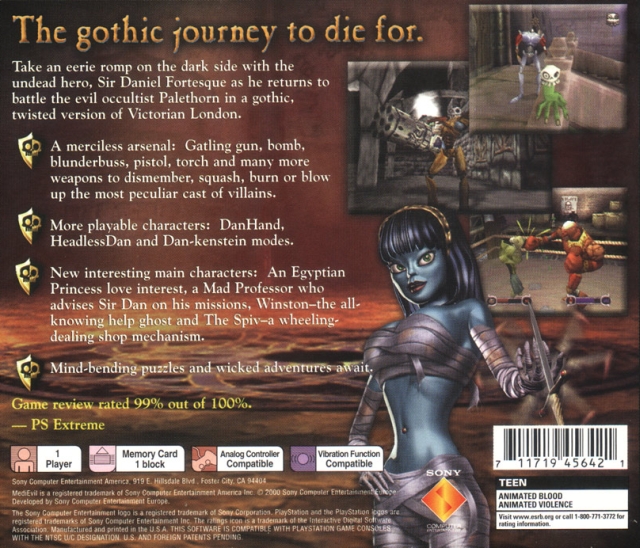 The gothic journey to die for.
Take an eerie romp on the dark side with the
undead hero, Sir Daniel Fortesque as he returns to
battle the evil occultist Palethorn in a gothic,
twisted version of Victorian London.
A merciless arsenal: Gatling gun, bomb,
blunderbuss, pistol, torch and many more
weapons to dismember, squash, burn or blow
up the most peculiar cast of villains.
More playable characters: DanHand,
HeadlessDan and Dan-kenstein modes.
New interesting main characters: An Egyptian
Princess love interest, a Mad Professor who
advises Sir Dan on his missions, Winston–the all-
knowing help ghost and The Spiv–a wheeling-
dealing shop mechanism.
Mind-bending puzzles and wicked adventures await.
Game review rated 99% out of 100%.
— PS Extreme
1
Player
Memory Card
1 block
Analog Controller
Compatible
Vibration Function
Compatible
Sony Computer Entertainment America, 919 E. Hillsdale Blvd., Foster City, CA 94404
MediEvil is a registered trademark of Sony Computer Entertainment America Inc. © 2000 Sony Computer Entertainment Europe.
Developed by Sony Computer Entertainment Europe.
The Sony Computer Entertainment logo is a registered trademark of Sony Corporation. PlayStation and the PlayStation logos are
registered trademarks of Sony Computer Entertainment Inc. The ratings icon is a trademark of the Interactive Digital Software
Association. Manufactured and printed in the U.S.A. THIS SOFTWARE IS COMPATIBLE WITH PLAYSTATION GAME CONSOLES
WITH THE NTSC U/C DESIGNATION. U.S. AND FOREIGN PATENTS PENDING
SONY
COMPUTER
ENTERTAINMENT
7 11719 45642 1
TEEN
ANIMATED BLOOD
ANIMATED VIOLENCE
Visit www.esrb.org or call 1-800-771-3772 for
rating information.